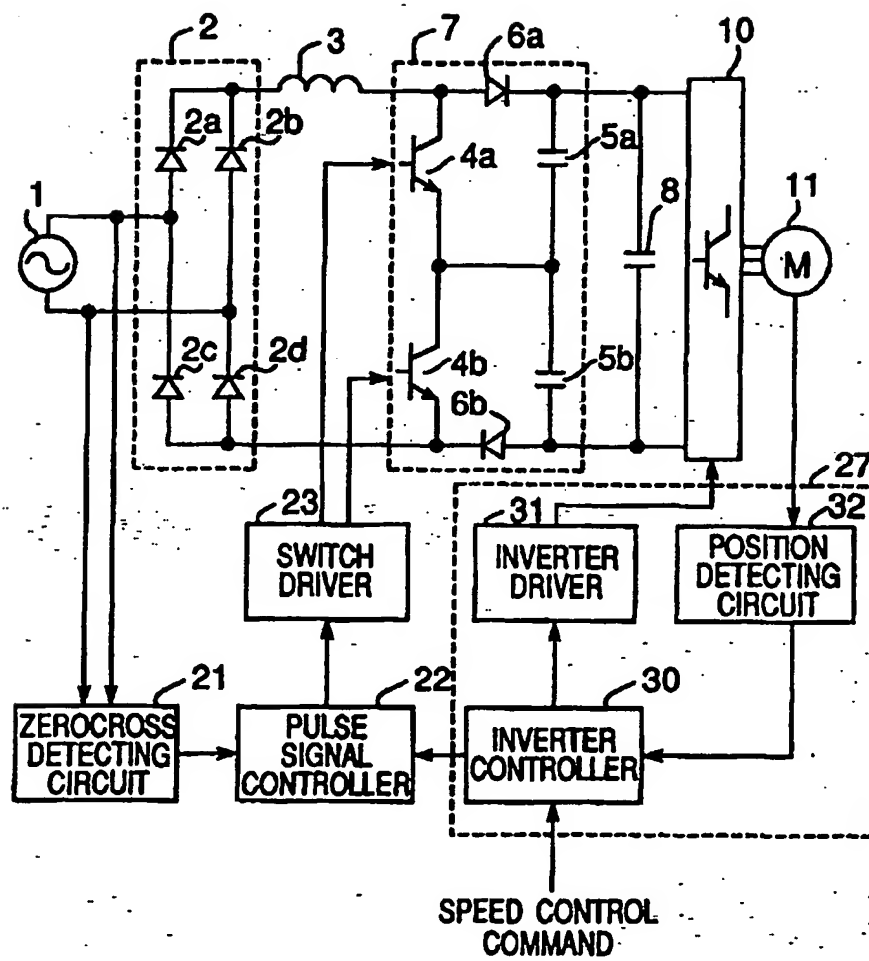 2
3
7
6a
10
2a
2b
4a
5a
1
8
11
M
2c
2d
4b
5b
6b
27
23
31
32
SWITCH
DRIVER
INVERTER
DRIVER
POSITION
DETECTING
CIRCUIT
21
22
30
ZEROCROSS
DETECTING
CIRCUIT
PULSE
SIGNAL
CONTROLLER
INVERTER
CONTROLLER
SPEED CONTROL
COMMAND